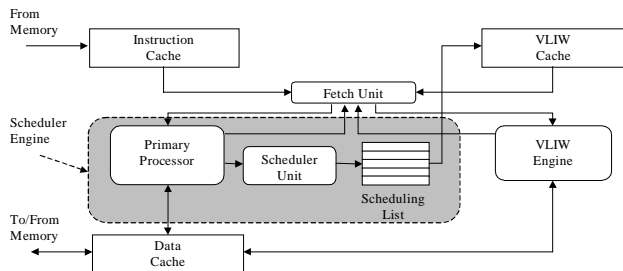 From
Memory
Instruction
Cache
VLIW
Cache
Fetch Unit
Scheduler
Engine
Primary
Processor
Scheduler
Unit
Scheduling
List
VLIW
Engine
To/From
Memory
Data
Cache